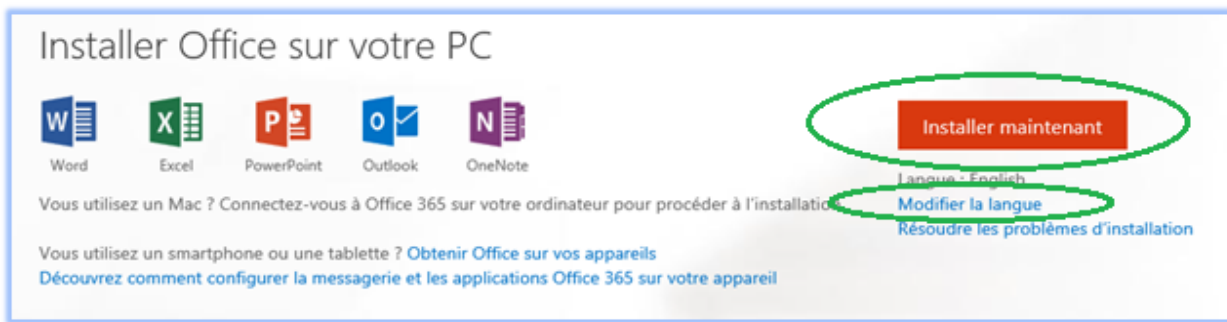 Installer Office sur votre PC
Word Excel PowerPoint Outlook OneNote
Installer maintenant
Langue : English
Vous utilisez un Mac ? Connectez-vous à Office 365 sur votre ordinateur pour procéder à l'installation
Modifier la langue
Résoudre les problèmes d'installation
Vous utilisez un smartphone ou une tablette ? Obtenir Office sur vos appareils
Découvrez comment configurer la messagerie et les applications Office 365 sur votre appareil